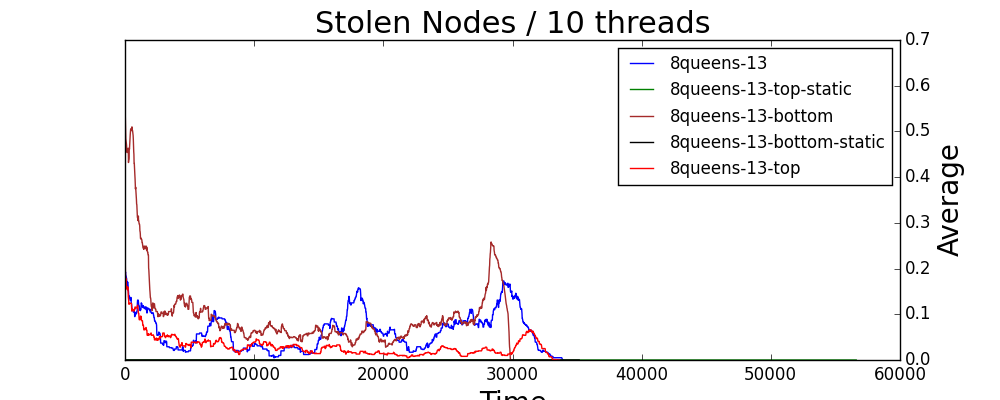 Stolen Nodes / 10 threads
8queens-13
8queens-13-top-static
8queens-13-bottom
8queens-13-bottom-static
8queens-13-top
0.7
0.6
0.5
0.4
0.3
0.2
0.1
0.0
Average
0 10000 20000 30000 40000 50000 60000
Time